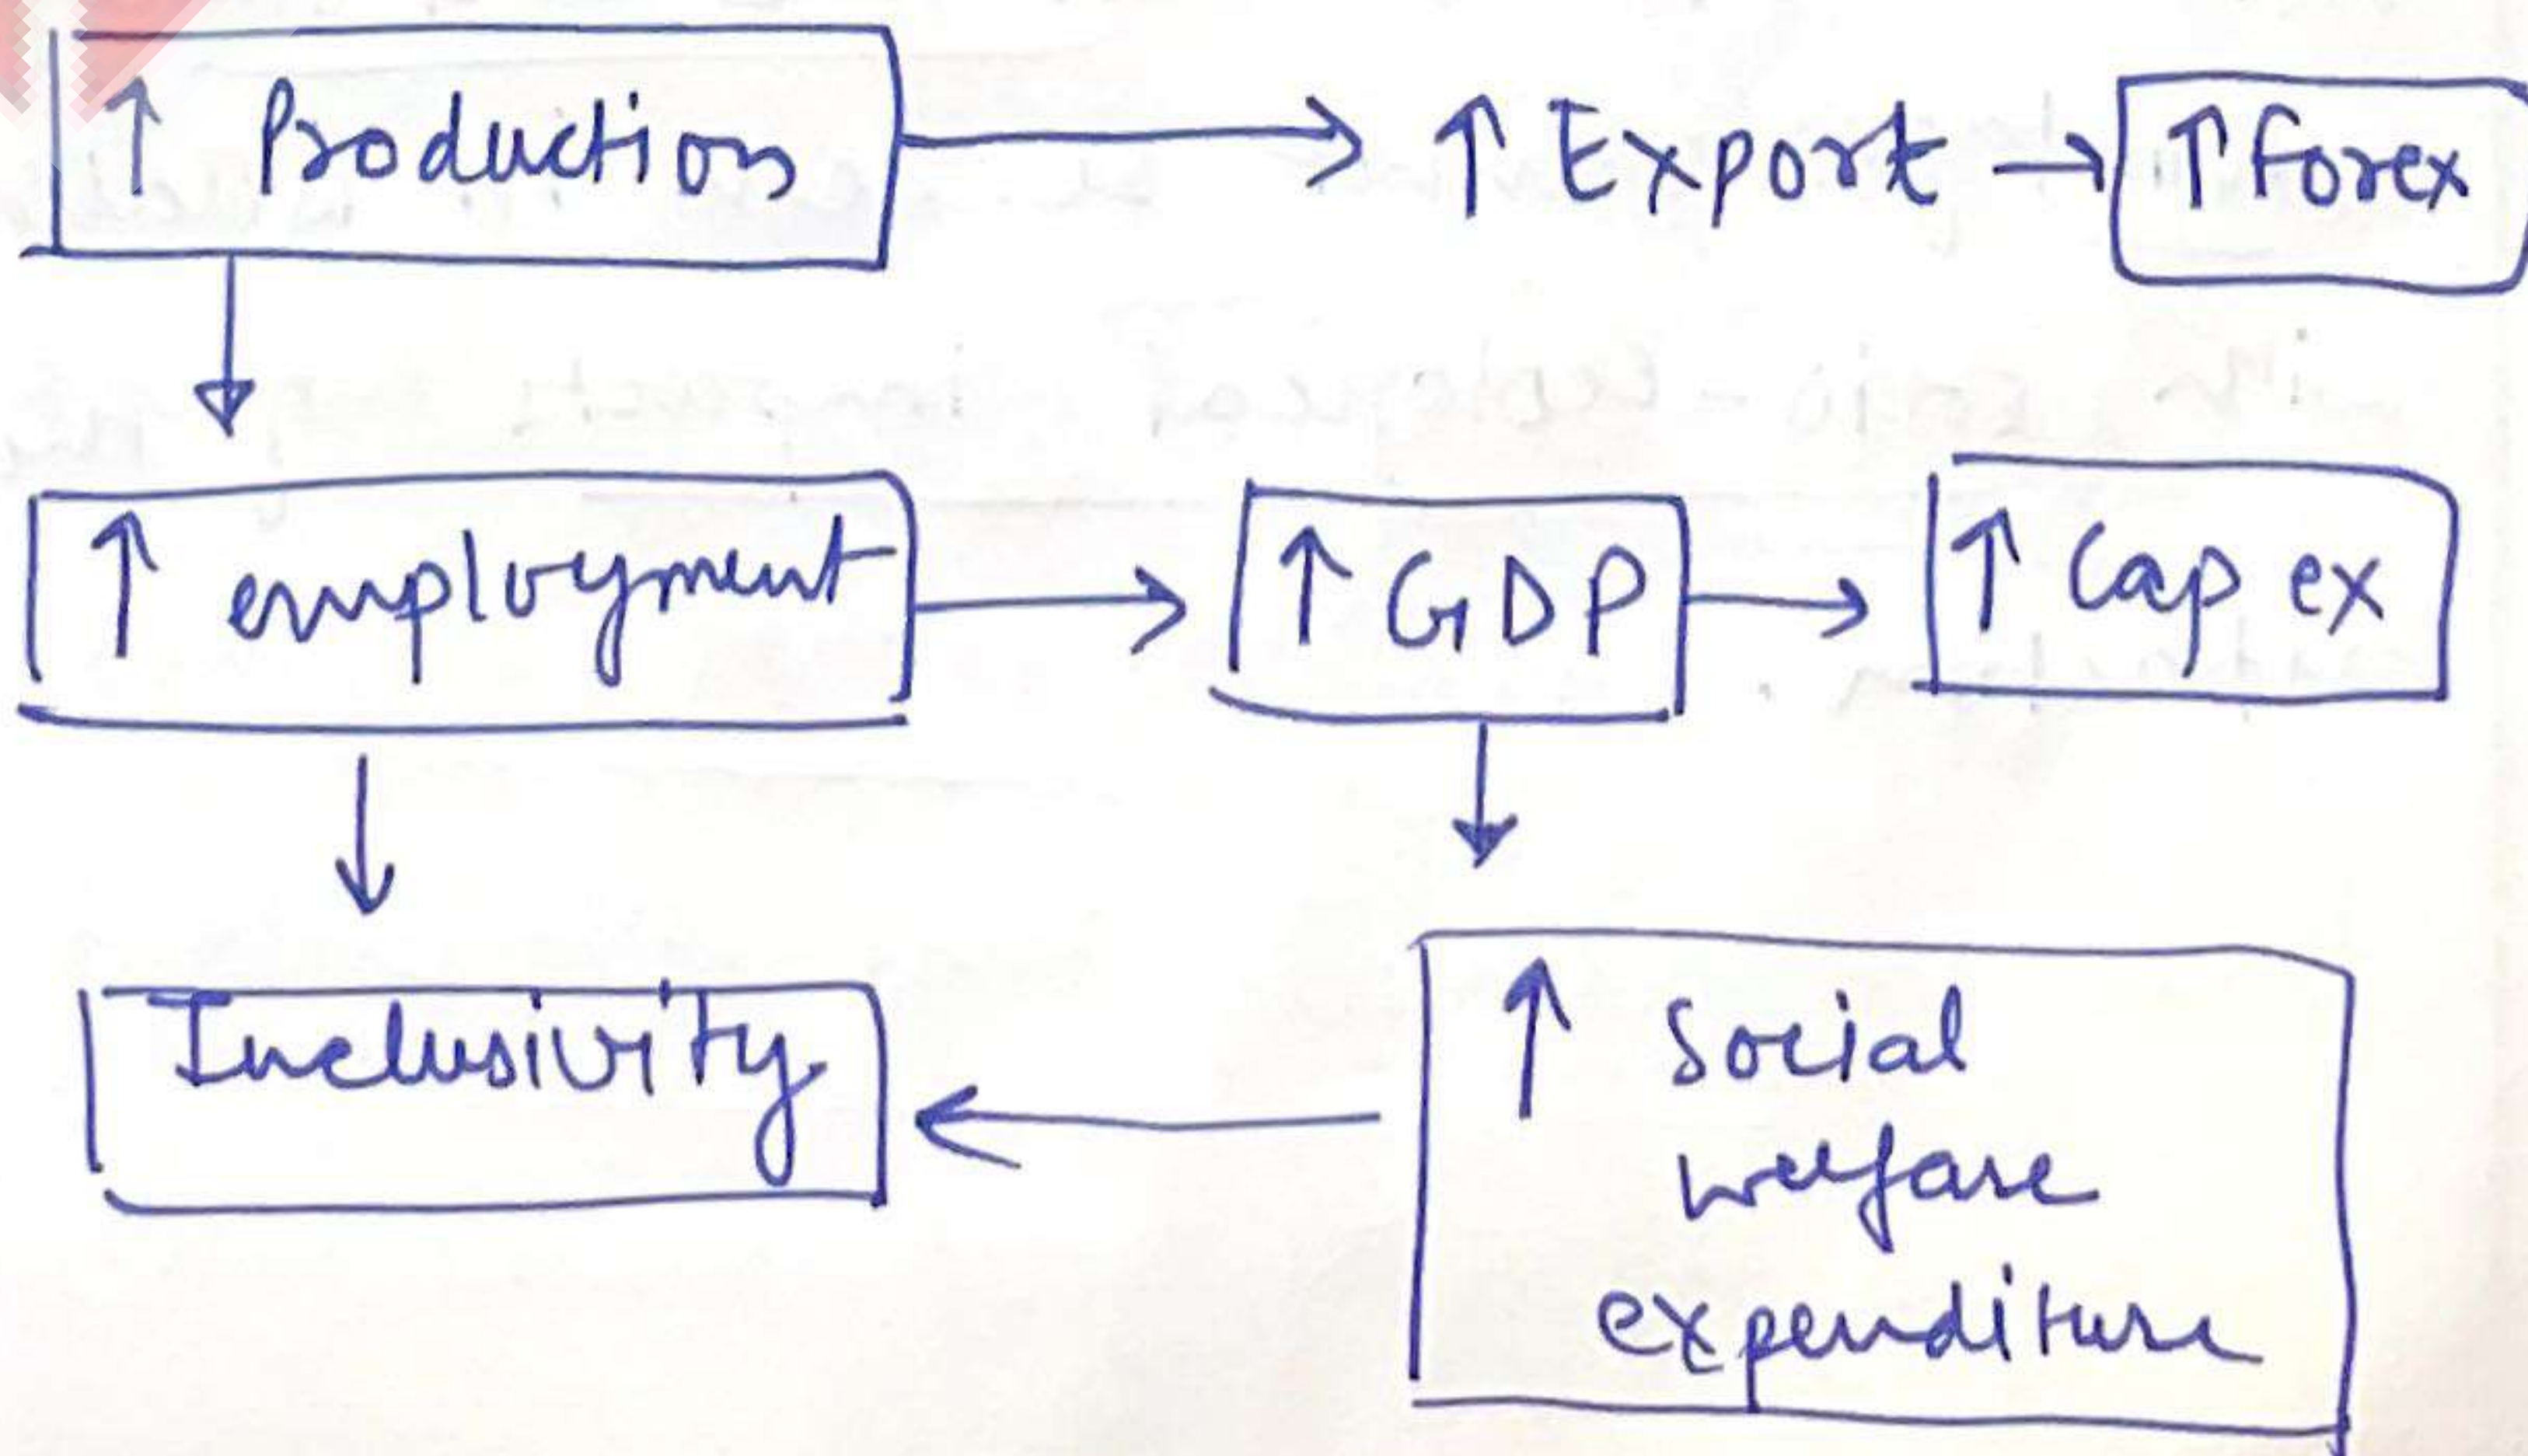 ↑ Production → ↑ Export → ↑ Forex
↑ employment → ↑ GDP → ↑ Cap ex
Inclusivity ← ↑ Social
welfare
expenditure